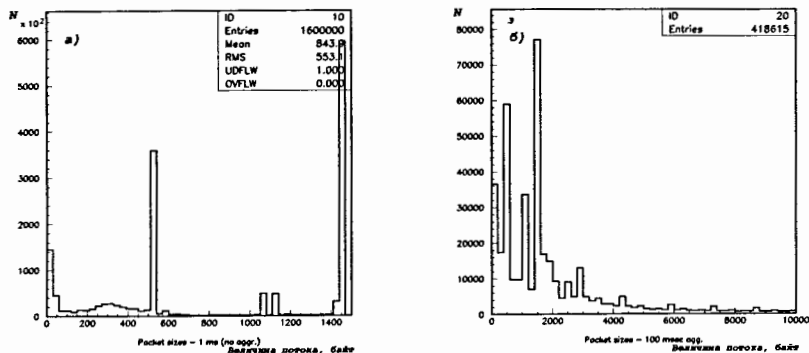 N
×10²
а)
ID 10
Entries 1600000
Mean 843.9
RMS 553.1
UDFLW 1.000
OVFLW 0.000
6000
5000
4000
3000
2000
1000
0
0 200 400 600 800 1000 1200 1400
Pocket sizes – 1 ms (no aggr.)
Величина потока, байт
N
з
б)
ID 20
Entries 418615
80000
70000
60000
50000
40000
30000
20000
10000
0
0 2000 4000 6000 8000 10000
Pocket sizes – 100 msec agg.
Величина потока, байт